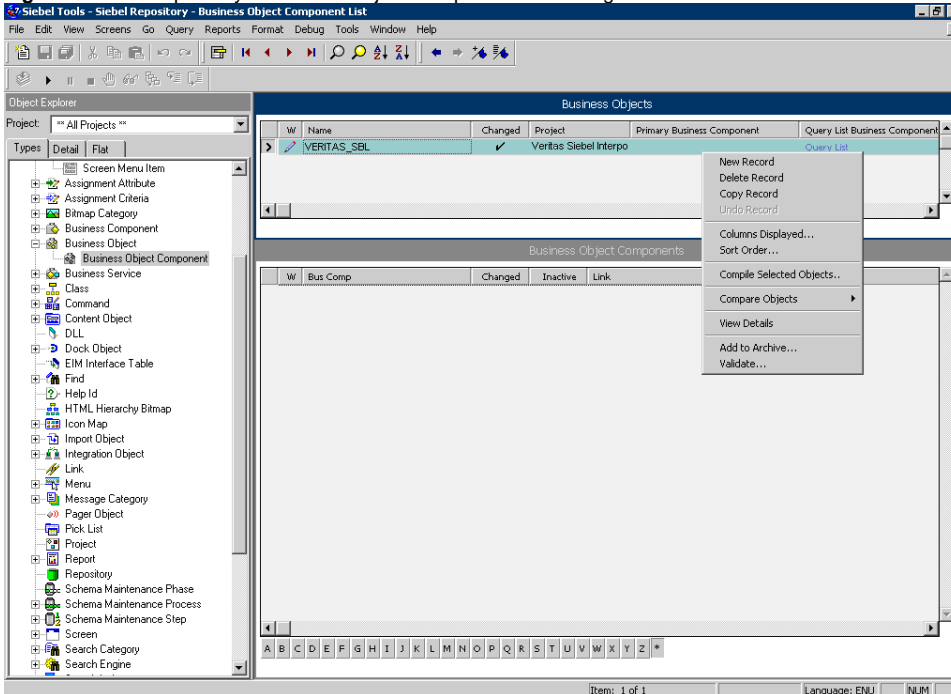 Siebel Tools - Siebel Repository - Business Object Component List
File Edit View Screens Go Query Reports Format Debug Tools Window Help
Object Explorer
Project: ** All Projects **
Types Detail Flat
Screen Menu Item
Assignment Attribute
Assignment Criteria
Bitmap Category
Business Component
Business Object
Business Object Component
Business Service
Class
Command
Content Object
DLL
Dock Object
EIM Interface Table
Find
Help Id
HTML Hierarchy Bitmap
Icon Map
Import Object
Integration Object
Link
Menu
Message Category
Pager Object
Pick List
Project
Report
Repository
Schema Maintenance Phase
Schema Maintenance Process
Schema Maintenance Step
Screen
Search Category
Search Engine
Business Objects
W Name Changed Project Primary Business Component Query List Business Component
VERITAS_SBL Veritas Siebel Interpo Query List
New Record
Delete Record
Copy Record
Undo Record
Columns Displayed...
Sort Order...
Compile Selected Objects..
Compare Objects
View Details
Add to Archive...
Validate...
Business Object Components
W Bus Comp Changed Inactive Link
A B C D E F G H I J K L M N O P Q R S T U V W X Y Z *
Item: 1 of 1 Language: ENU NUM